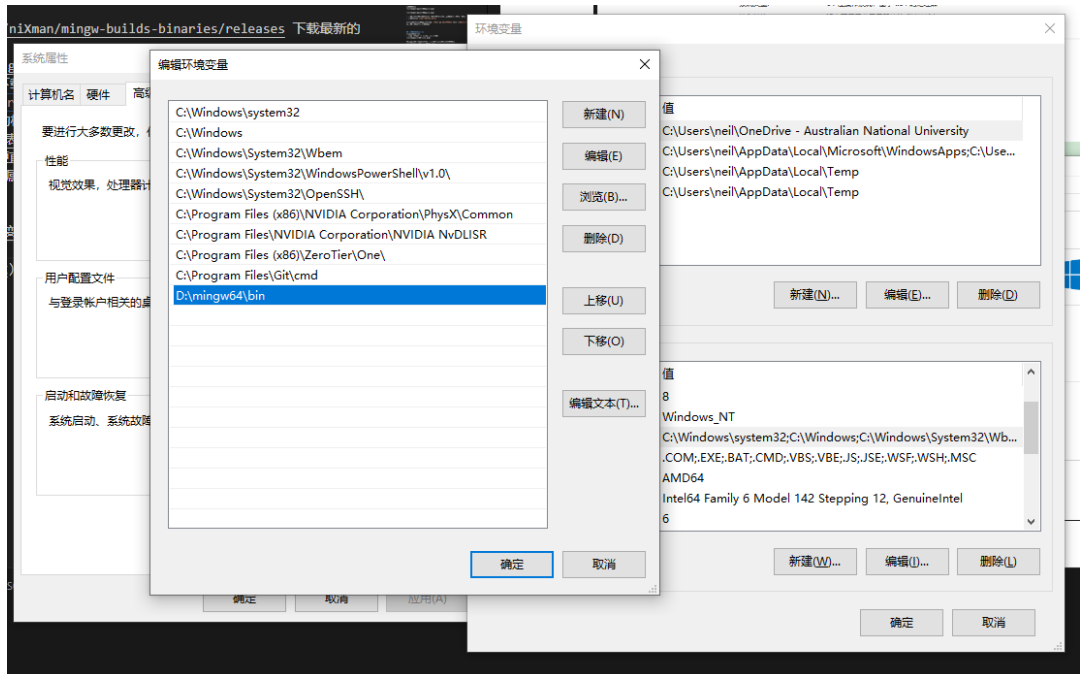 niXman/mingw-builds-binaries/releases 下载最新的
环境变量
系统属性
编辑环境变量
计算机名
硬件
要进行大多数更改，
性能
视觉效果，处理器计
用户配置文件
与登录帐户相关的桌
启动和故障恢复
系统启动、系统故障
确定
取消
应用(A)
C:\Windows\system32
C:\Windows
C:\Windows\System32\Wbem
C:\Windows\System32\WindowsPowerShell\v1.0\
C:\Windows\System32\OpenSSH\
C:\Program Files (x86)\NVIDIA Corporation\PhysX\Common
C:\Program Files\NVIDIA Corporation\NVIDIA NvDLISR
C:\Program Files (x86)\ZeroTier\One\
C:\Program Files\Git\cmd
D:\mingw64\bin
新建(N)
编辑(E)
浏览(B)...
删除(D)
上移(U)
下移(O)
编辑文本(T)...
确定
取消
值
C:\Users\neil\OneDrive - Australian National University
C:\Users\neil\AppData\Local\Microsoft\WindowsApps;C:\Use...
C:\Users\neil\AppData\Local\Temp
C:\Users\neil\AppData\Local\Temp
新建(N)...
编辑(E)...
删除(D)
值
8
Windows_NT
C:\Windows\system32;C:\Windows;C:\Windows\System32\Wb...
.COM;.EXE;.BAT;.CMD;.VBS;.VBE;.JS;.JSE;.WSF;.WSH;.MSC
AMD64
Intel64 Family 6 Model 142 Stepping 12, GenuineIntel
6
新建(W)...
编辑(I)...
删除(L)
确定
取消